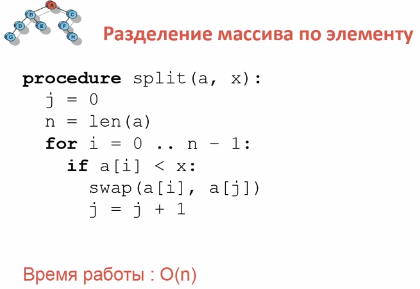 Разделение массива по элементу
procedure split(a, x):
j = 0
n = len(a)
for i = 0 .. n - 1:
if a[i] < x:
swap(a[i], a[j])
j = j + 1
Время работы : O(n)